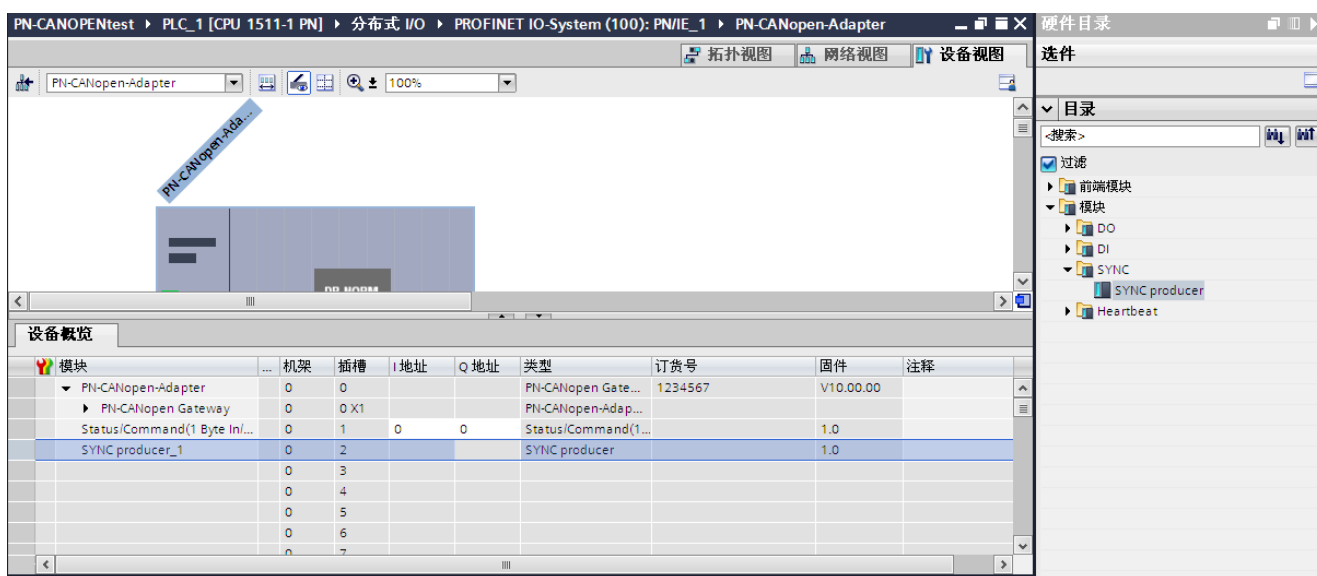 PN-CANOPENtest ▸ PLC_1 [CPU 1511-1 PN] ▸ 分布式 I/O ▸ PROFINET IO-System (100): PN/IE_1 ▸ PN-CANopen-Adapter
硬件目录
拓扑视图 网络视图 设备视图
选件
PN-CANopen-Adapter 100%
目录
PN-CANopen-Ada...
<搜索>
过滤
前端模块
模块
DO
DI
SYNC
SYNC producer
Heartbeat
DP-NORM
设备概览
模块 ... 机架 插槽 I 地址 Q 地址 类型 订货号 固件 注释
PN-CANopen-Adapter 0 0 PN-CANopen Gate... 1234567 V10.00.00
PN-CANopen Gateway 0 0 X1 PN-CANopen-Adap...
Status/Command(1 Byte In/... 0 1 0 0 Status/Command(1... 1.0
SYNC producer_1 0 2 SYNC producer 1.0
0 3
0 4
0 5
0 6
0 7